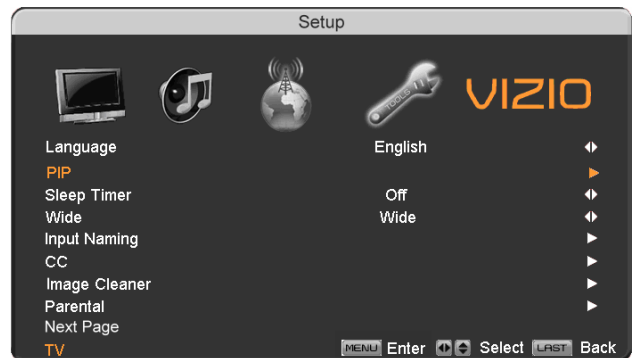 Setup
TOOLS
VIZIO
Language English
PIP
Sleep Timer Off
Wide Wide
Input Naming
CC
Image Cleaner
Parental
Next Page
TV MENU Enter Select LAST Back